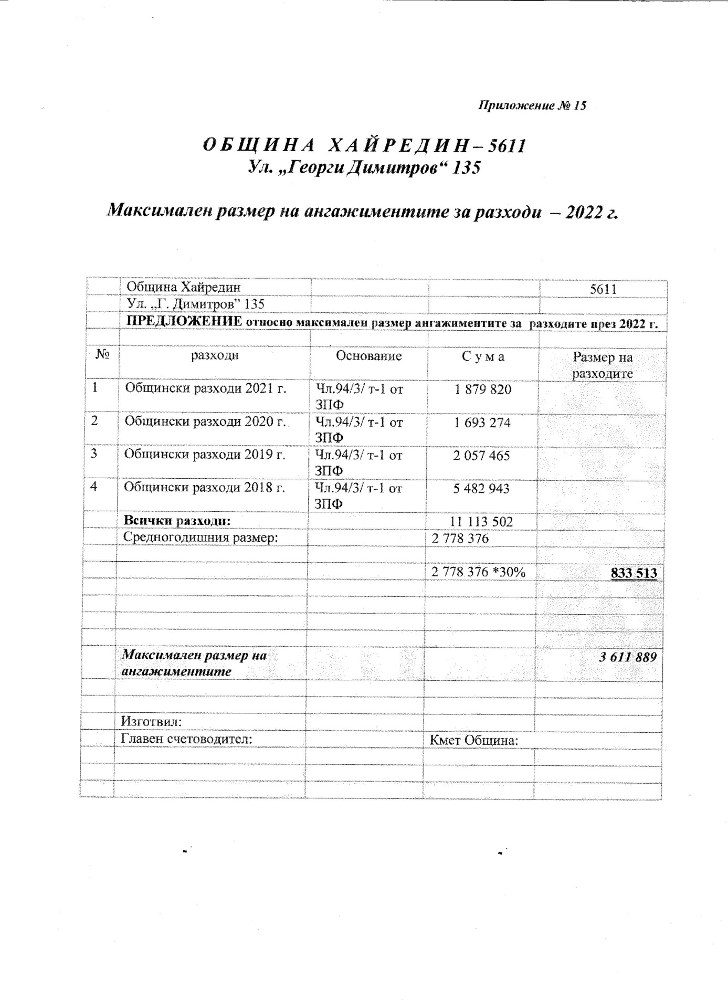 Приложение № 15
О Б Щ И Н А Х А Й Р Е Д И Н – 5611
Ул. „Георги Димитров“ 135
Максимален размер на ангажиментите за разходи – 2022 г.
Община Хайредин 5611
Ул. „Г. Димитров” 135
ПРЕДЛОЖЕНИЕ относно максимален размер ангажиментите за разходите през 2022 г.
№ разходи Основание С у м а Размер на
разходите
1 Общински разходи 2021 г. Чл.94/3/ т-1 от 1 879 820
ЗПФ
2 Общински разходи 2020 г. Чл.94/3/ т-1 от 1 693 274
ЗПФ
3 Общински разходи 2019 г. Чл.94/3/ т-1 от 2 057 465
ЗПФ
4 Общински разходи 2018 г. Чл.94/3/ т-1 от 5 482 943
ЗПФ
Всички разходи: 11 113 502
Средногодишния размер: 2 778 376
2 778 376 *30% 833 513
Максимален размер на 3 611 889
ангажиментите
Изготвил:
Главен счетоводител: Кмет Община: